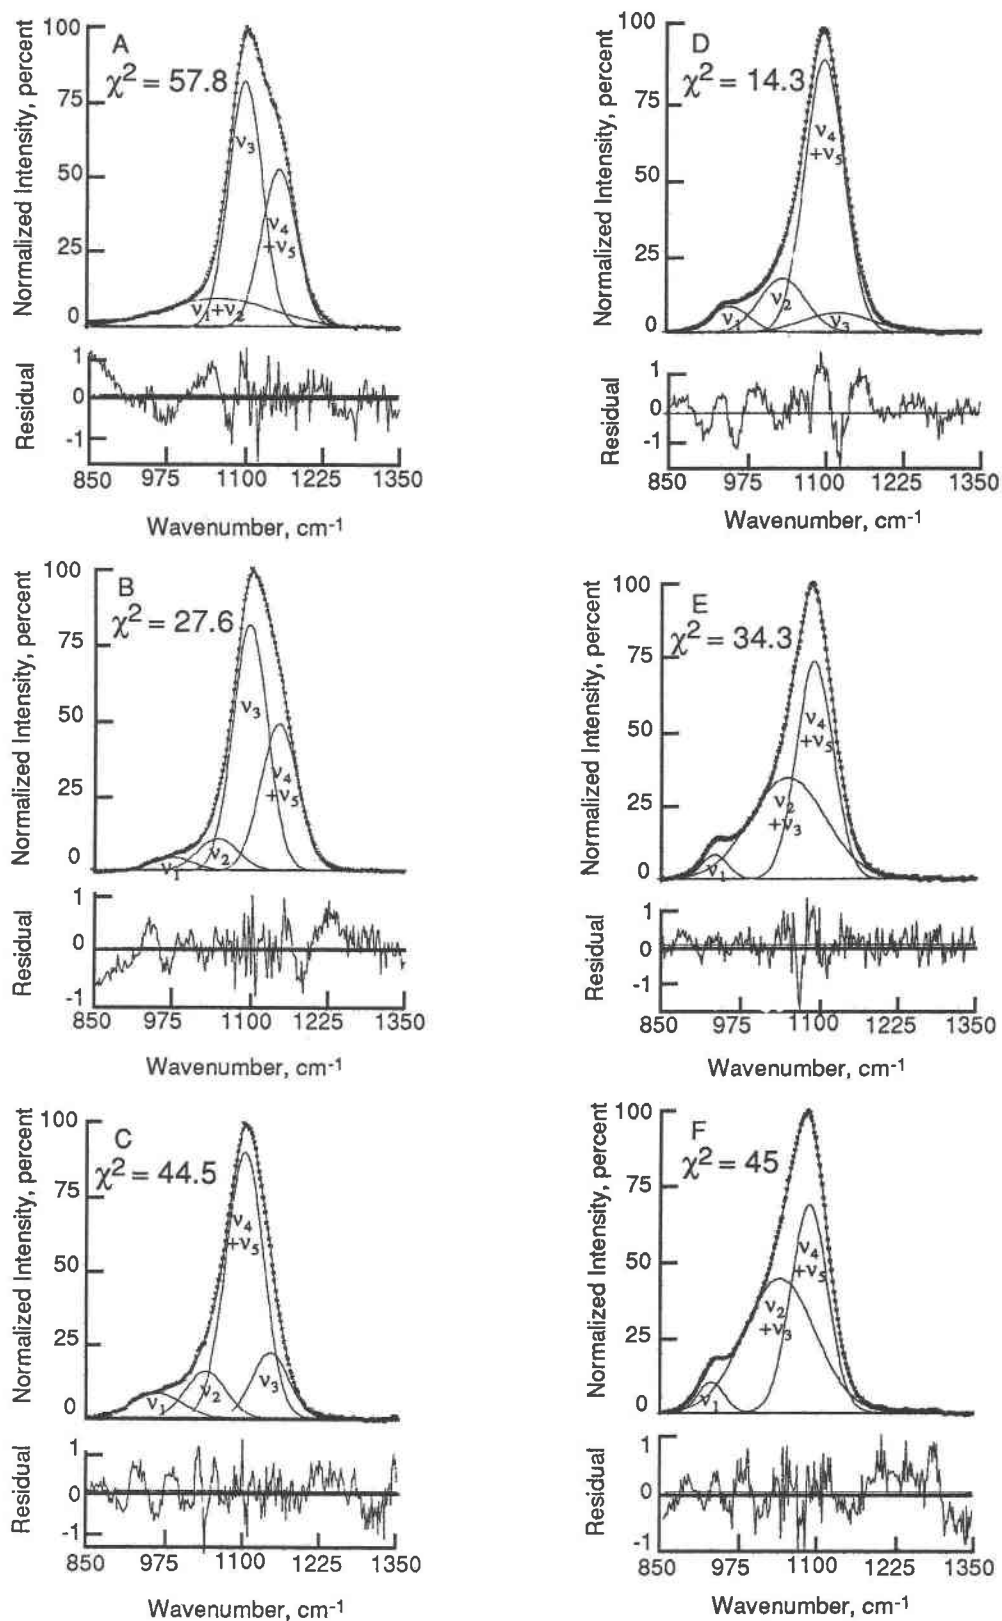 A
χ2 = 57.8
Normalized Intensity, percent
100
75
50
25
0
ν3
ν4
+ν5
ν1+ν2
Residual
1
0
-1
850 975 1100 1225 1350
Wavenumber, cm-1
B
χ2 = 27.6
Normalized Intensity, percent
100
75
50
25
0
ν3
ν4
+ν5
ν2
ν1
Residual
1
0
-1
850 975 1100 1225 1350
Wavenumber, cm-1
C
χ2 = 44.5
Normalized Intensity, percent
100
75
50
25
0
ν4
+ν5
ν1
ν2
ν3
Residual
1
0
-1
850 975 1100 1225 1350
Wavenumber, cm-1
D
χ2 = 14.3
Normalized Intensity, percent
100
75
50
25
0
ν4
+ν5
ν2
ν1
ν3
Residual
1
0
-1
850 975 1100 1225 1350
Wavenumber, cm-1
E
χ2 = 34.3
Normalized Intensity, percent
100
75
50
25
0
ν4
+ν5
ν2
+ν3
ν1
Residual
1
0
-1
850 975 1100 1225 1350
Wavenumber, cm-1
F
χ2 = 45
Normalized Intensity, percent
100
75
50
25
0
ν4
+ν5
ν2
+ν3
ν1
Residual
1
0
-1
850 975 1100 1225 1350
Wavenumber, cm-1